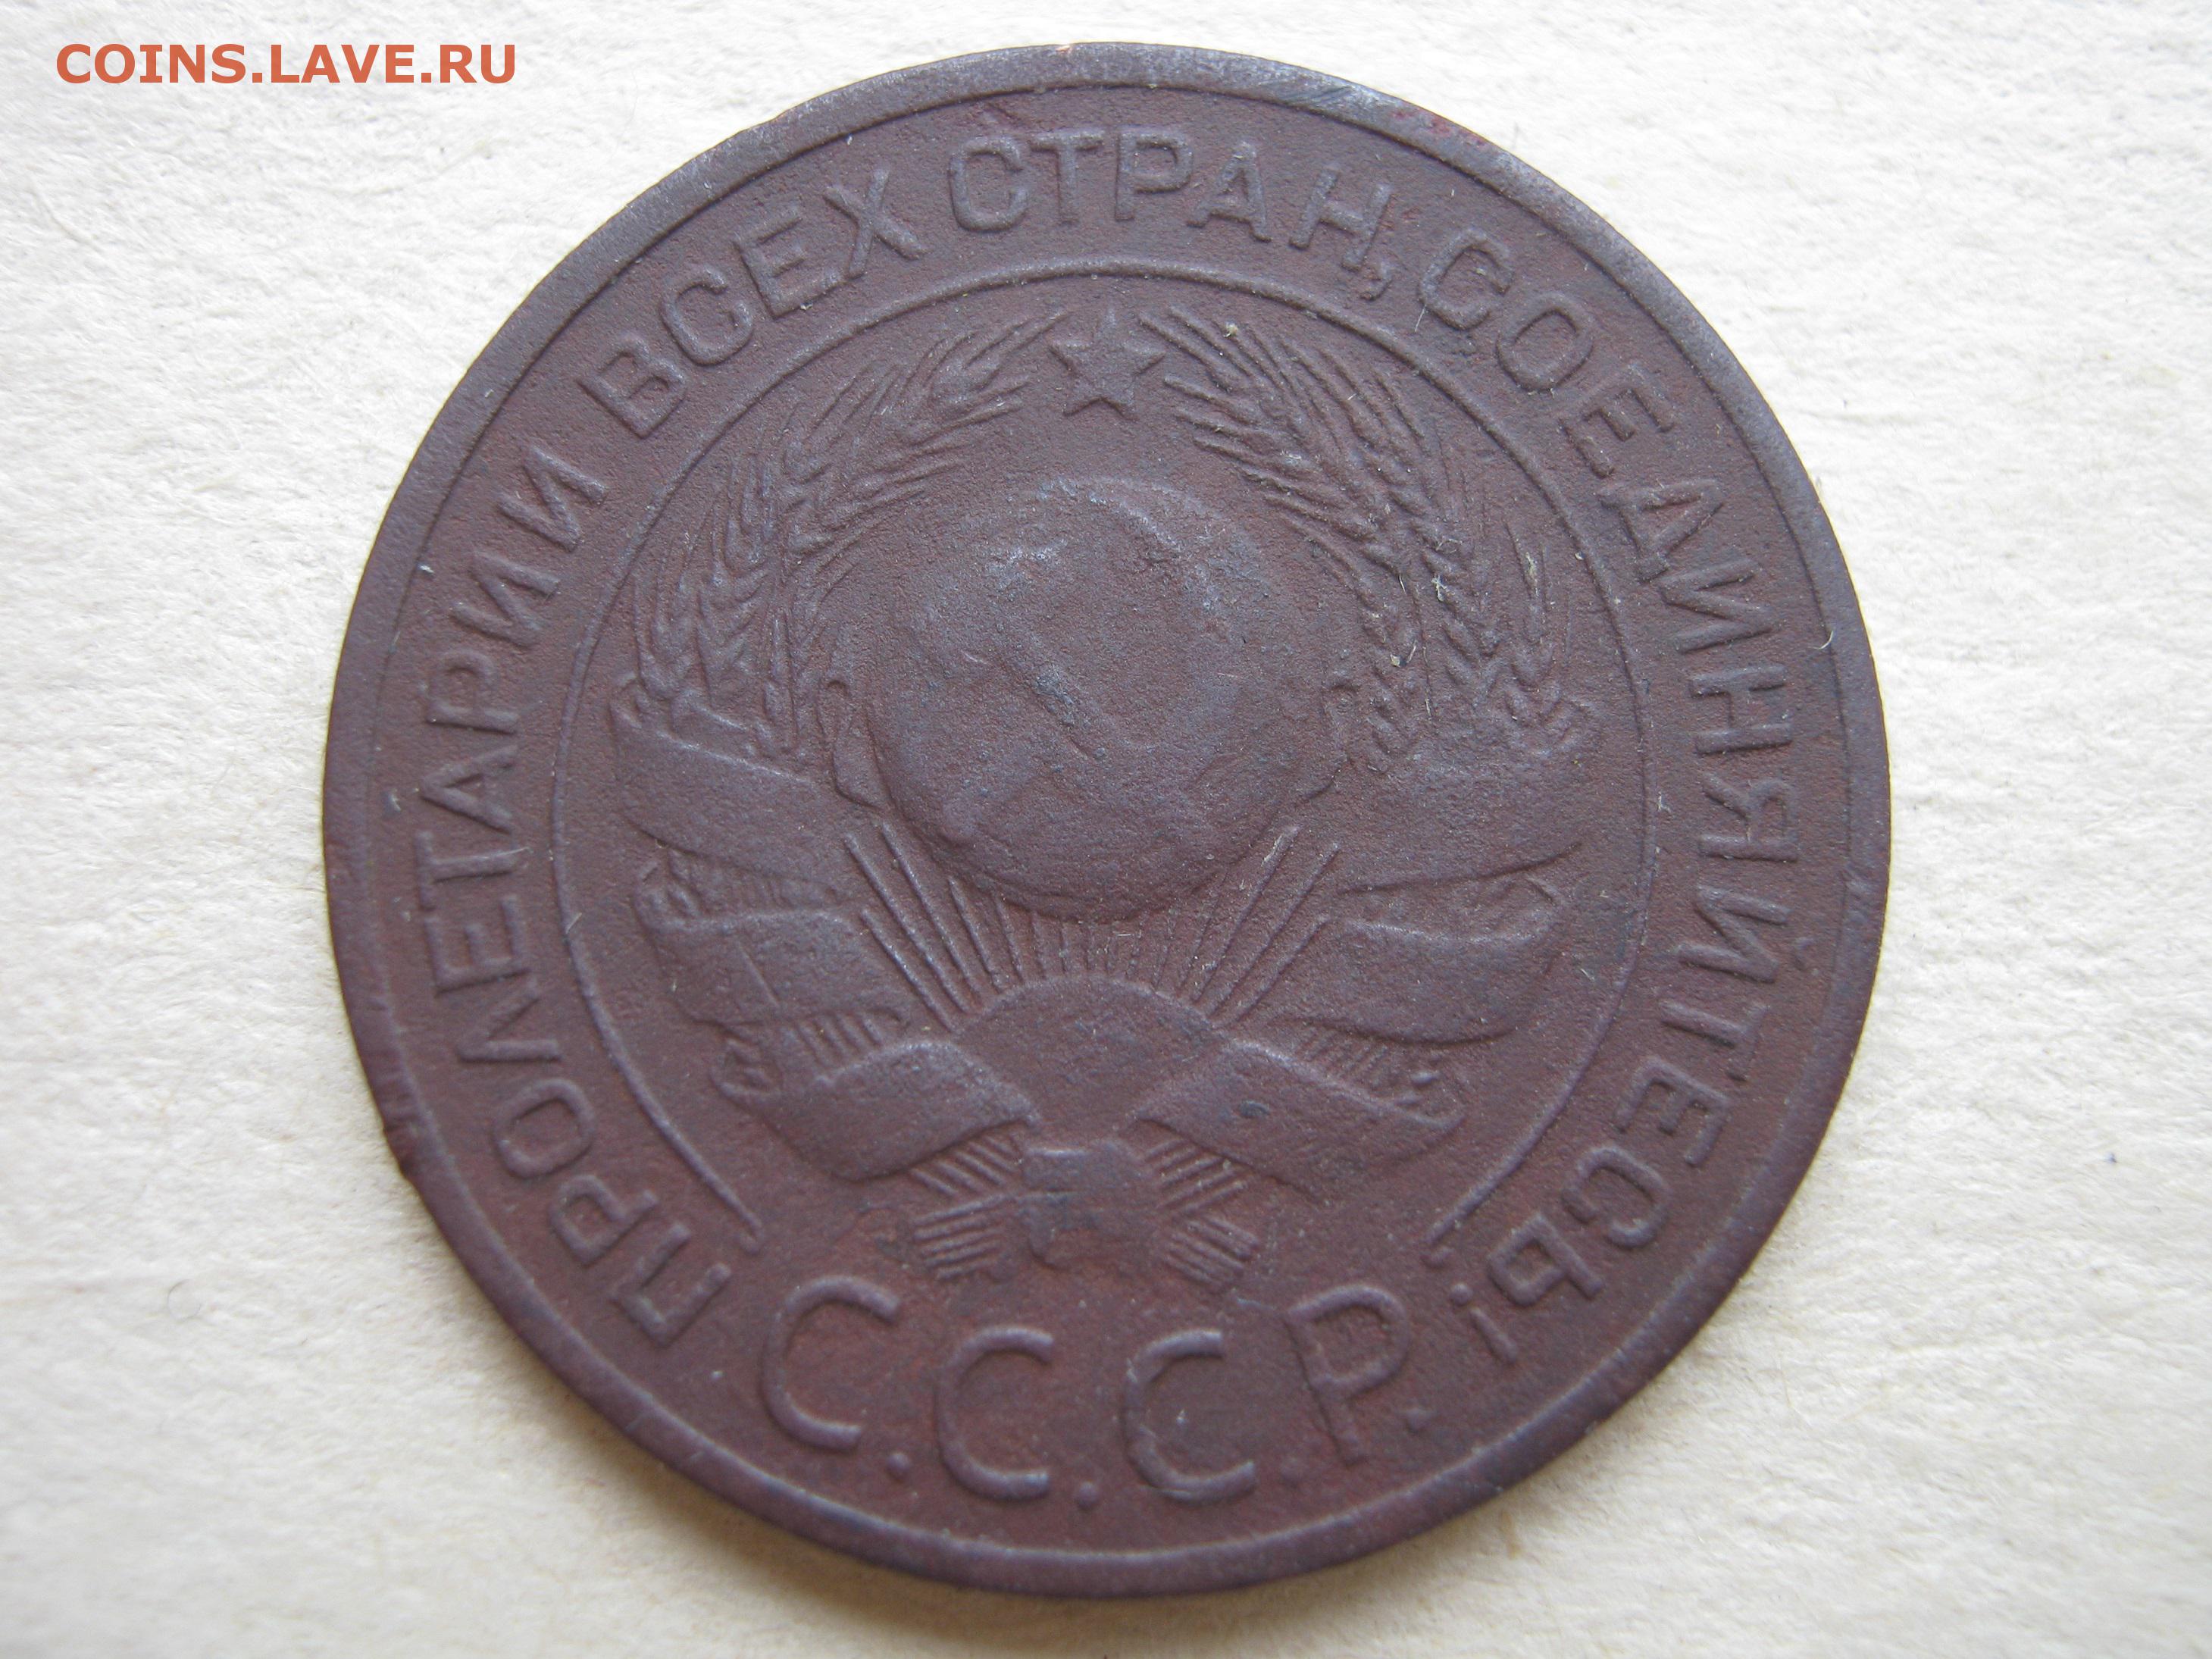 COINS.LAVE.RU
ПРОЛЕТАРИИ ВСЕХ СТРАН, СОЕДИНЯЙТЕСЬ!
С.С.С.Р.